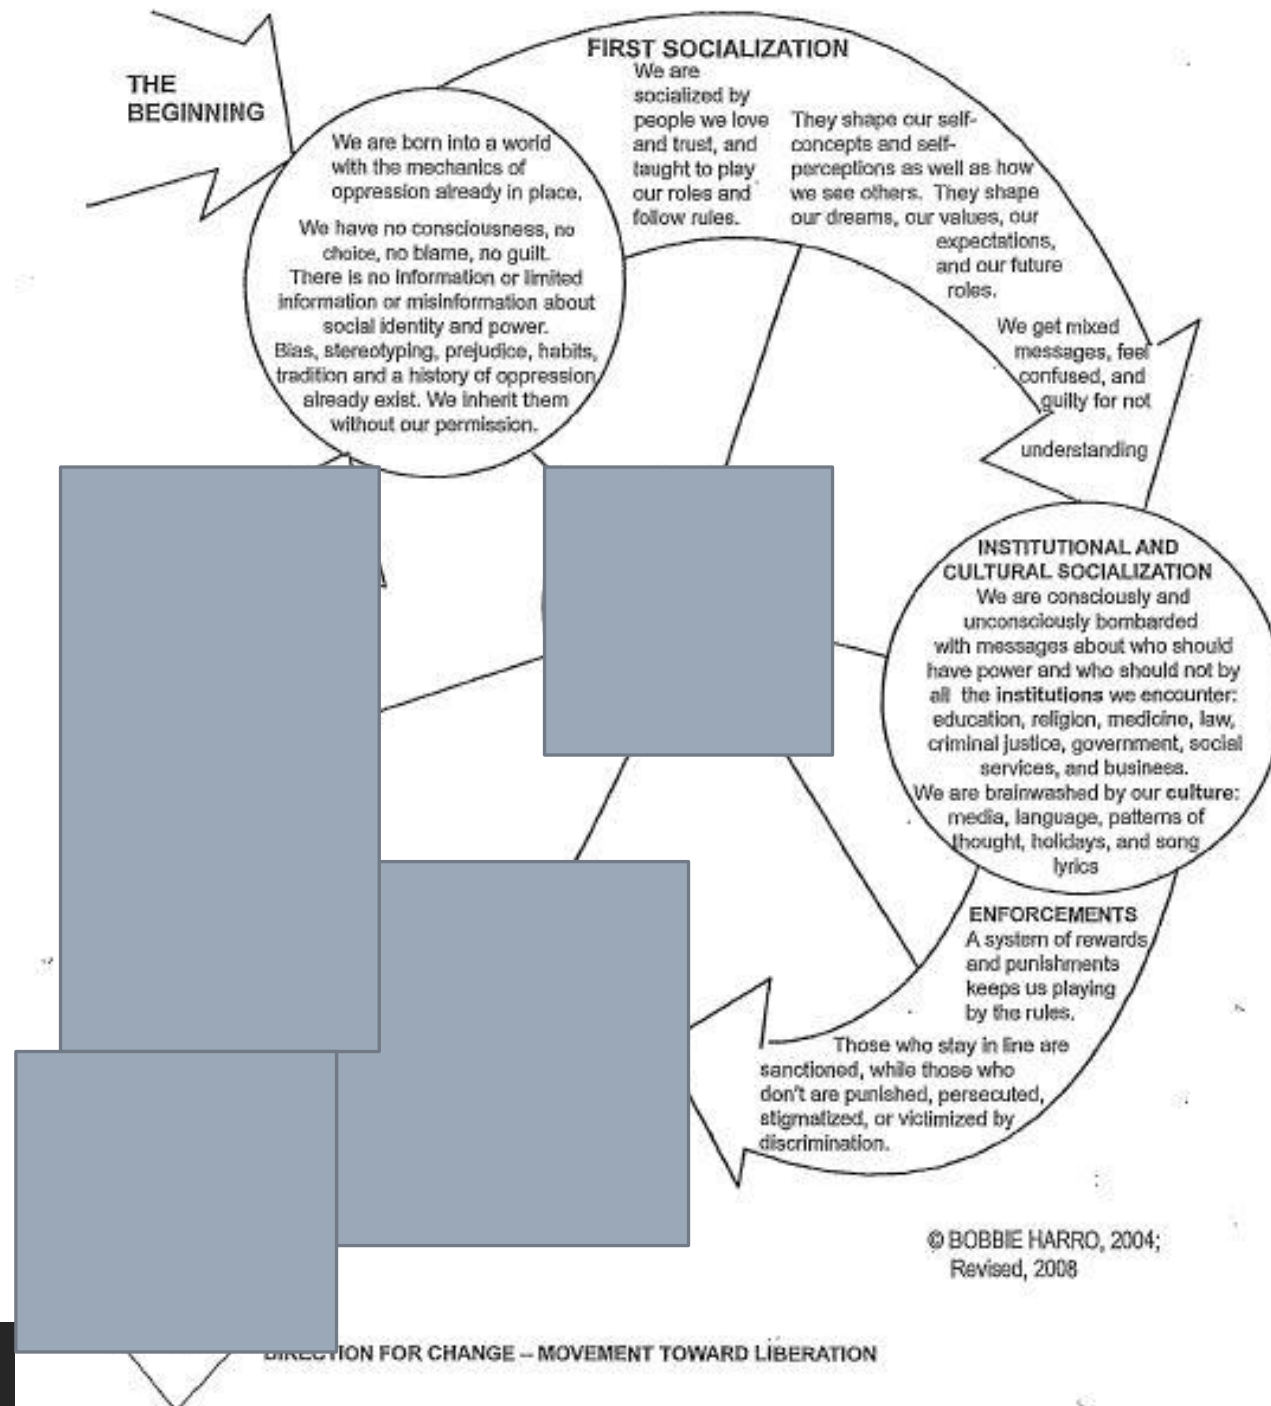 THE
BEGINNING
We are born into a world
with the mechanics of
oppression already in place.
We have no consciousness, no
choice, no blame, no guilt.
There is no information or limited
information or misinformation about
social identity and power.
Bias, stereotyping, prejudice, habits,
tradition and a history of oppression
already exist. We inherit them
without our permission.
FIRST SOCIALIZATION
We are
socialized by
people we love
and trust, and
taught to play
our roles and
follow rules.
They shape our self-
concepts and self-
perceptions as well as how
we see others. They shape
our dreams, our values, our
expectations,
and our future
roles.
We get mixed
messages, feel
confused, and
guilty for not
understanding
INSTITUTIONAL AND
CULTURAL SOCIALIZATION
We are consciously and
unconsciously bombarded
with messages about who should
have power and who should not by
all the institutions we encounter:
education, religion, medicine, law,
criminal justice, government, social
services, and business.
We are brainwashed by our culture:
media, language, patterns of
thought, holidays, and song
lyrics
ENFORCEMENTS
A system of rewards
and punishments
keeps us playing
by the rules.
Those who stay in line are
sanctioned, while those who
don't are punished, persecuted,
stigmatized, or victimized by
discrimination.
© BOBBIE HARRO, 2004;
Revised, 2008
DIRECTION FOR CHANGE – MOVEMENT TOWARD LIBERATION